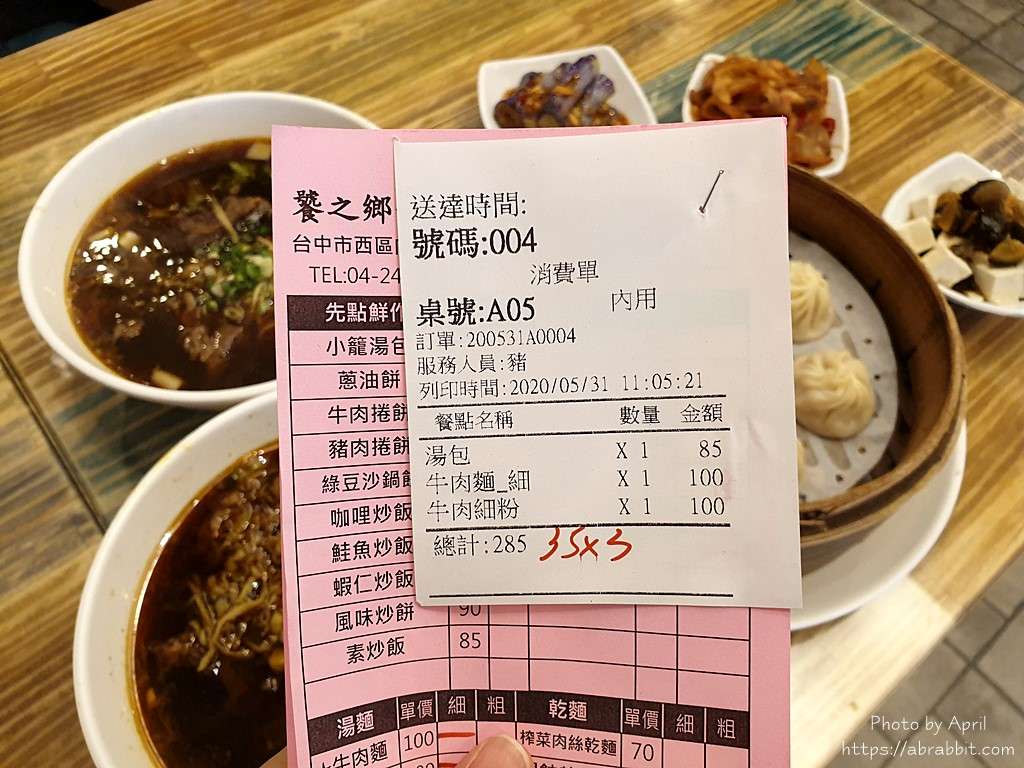 饕之鄉
台中市西區
TEL:04-24
先點鮮作
小籠湯包
蔥油餅
牛肉捲餅
豬肉捲餅
綠豆沙鍋餅
咖哩炒飯
鮭魚炒飯
蝦仁炒飯
風味炒餅 90
素炒飯 85
湯麵 單價 細 粗 乾麵 單價 細 粗
牛肉麵 100 榨菜肉絲乾麵 70
送達時間:
號碼:004
消費單
桌號:A05 內用
訂單:200531A0004
服務人員:豬
列印時間:2020/05/31 11:05:21
餐點名稱 數量 金額
湯包 X 1 85
牛肉麵_細 X 1 100
牛肉細粉 X 1 100
總計:285 35x3
Photo by April
https://abrabbit.com